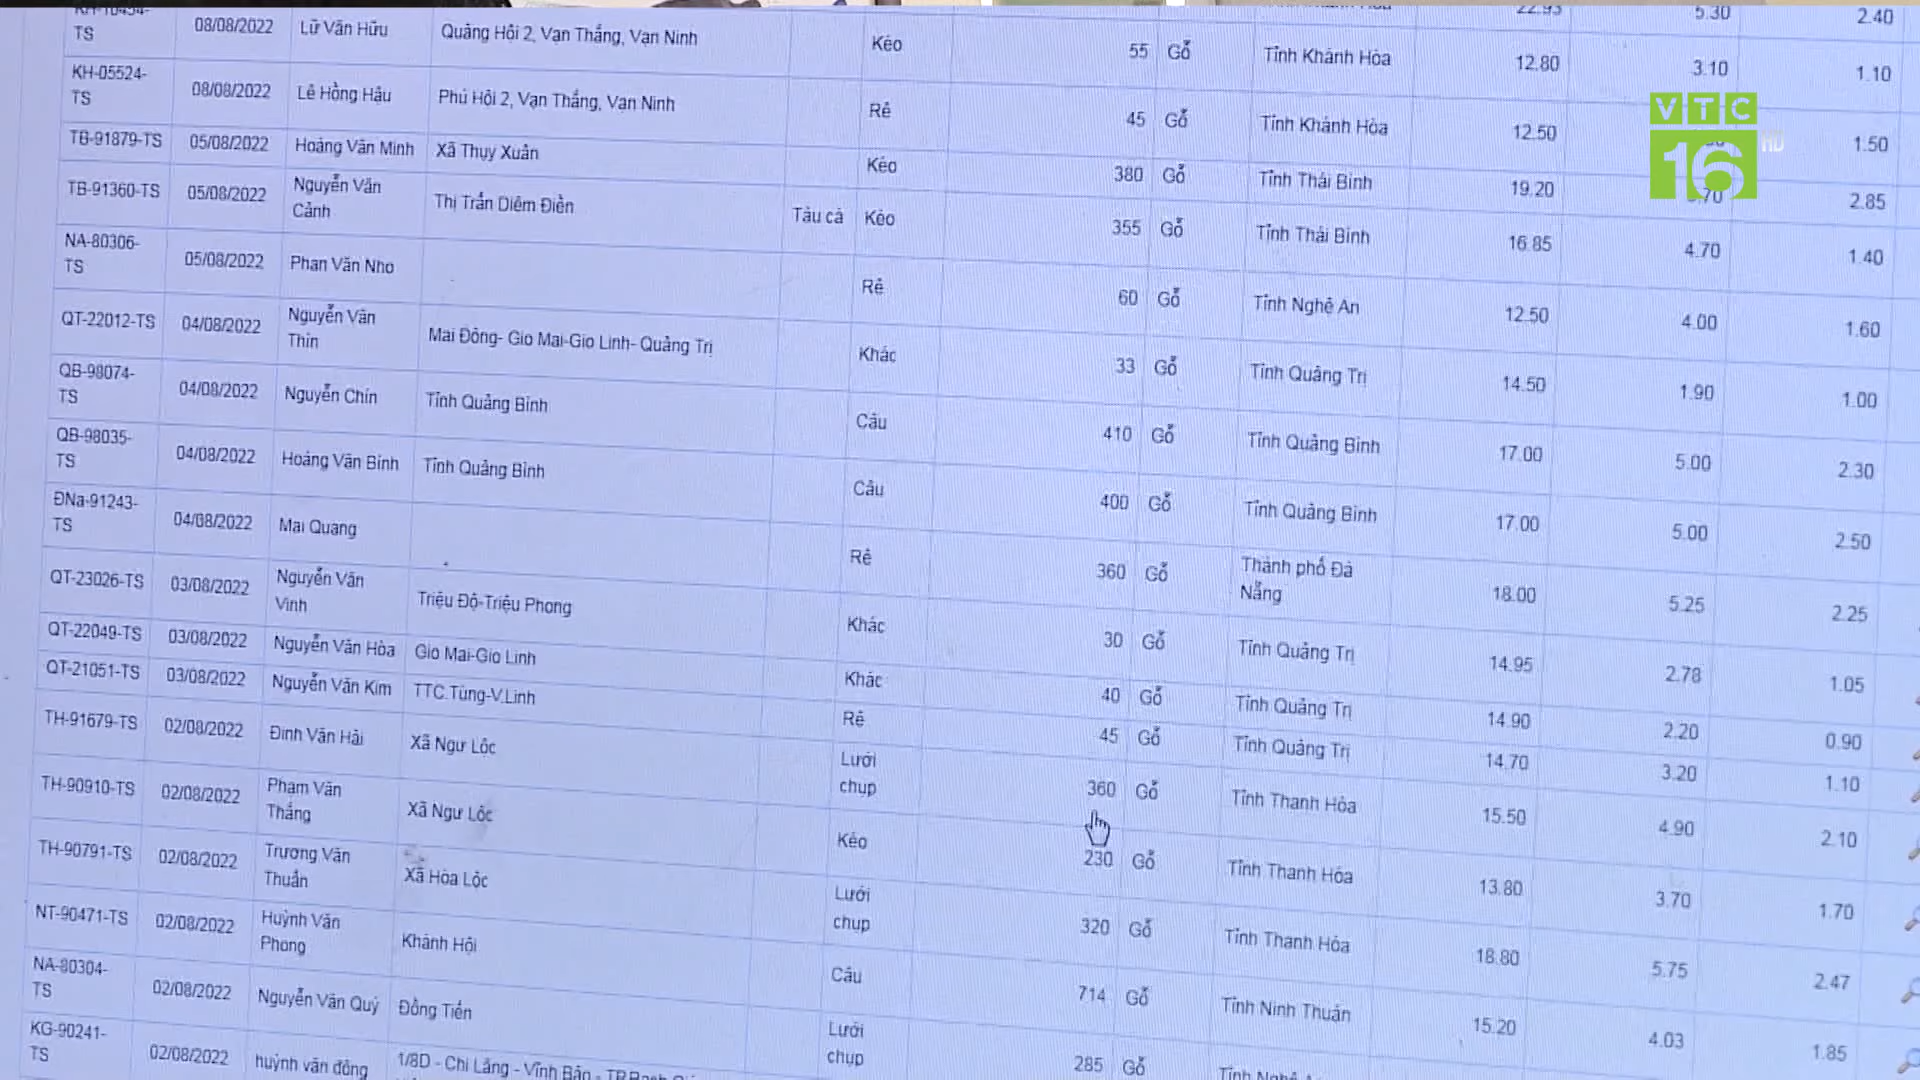 TS 08/08/2022 Lữ Văn Hữu Quảng Hội 2, Vạn Thắng, Vạn Ninh Kéo 55 Gỗ Tỉnh Khánh Hòa 12.80 3.10 1.10
22.93 5.30 2.40
KH-05524-TS 08/08/2022 Lê Hồng Hậu Phú Hội 2, Vạn Thắng, Vạn Ninh Rê 45 Gỗ Tỉnh Khánh Hòa 12.50 1.50
TB-91879-TS 05/08/2022 Hoàng Văn Minh Xã Thụy Xuân Kéo 380 Gỗ Tỉnh Thái Bình 19.20 2.85
TB-91360-TS 05/08/2022 Nguyễn Văn Cảnh Thị Trấn Diêm Điền Tàu cá Kéo 355 Gỗ Tỉnh Thái Bình 16.85 4.70 1.40
NA-80306-TS 05/08/2022 Phan Văn Nho Rê 60 Gỗ Tỉnh Nghệ An 12.50 4.00 1.60
QT-22012-TS 04/08/2022 Nguyễn Văn Thìn Mai Đông- Gio Mai-Gio Linh- Quảng Trị Khác 33 Gỗ Tỉnh Quảng Trị 14.50 1.90 1.00
QB-98074-TS 04/08/2022 Nguyễn Chín Tỉnh Quảng Bình Câu 410 Gỗ Tỉnh Quảng Bình 17.00 5.00 2.30
QB-98035-TS 04/08/2022 Hoàng Văn Bình Tỉnh Quảng Bình Câu 400 Gỗ Tỉnh Quảng Bình 17.00 5.00 2.50
ĐNa-91243-TS 04/08/2022 Mai Quang Rê 360 Gỗ Thành phố Đà Nẵng 18.00 5.25 2.25
QT-23026-TS 03/08/2022 Nguyễn Văn Vinh Triệu Độ-Triệu Phong Khác 30 Gỗ Tỉnh Quảng Trị 14.95 2.78 1.05
QT-22049-TS 03/08/2022 Nguyễn Văn Hòa Gio Mai-Gio Linh Khác 40 Gỗ Tỉnh Quảng Trị 14.90 2.20 0.90
QT-21051-TS 03/08/2022 Nguyễn Văn Kim TTC.Tùng-V.Linh Rê 45 Gỗ Tỉnh Quảng Trị 14.70 3.20 1.10
TH-91679-TS 02/08/2022 Đinh Văn Hải Xã Ngư Lộc Lưới chụp 360 Gỗ Tỉnh Thanh Hóa 15.50 4.90 2.10
TH-90910-TS 02/08/2022 Phạm Văn Thắng Xã Ngư Lộc Kéo 230 Gỗ Tỉnh Thanh Hóa 13.80 3.70 1.70
TH-90791-TS 02/08/2022 Trương Văn Thuần Xã Hòa Lộc Lưới chụp 320 Gỗ Tỉnh Thanh Hóa 18.80 5.75 2.47
NT-90471-TS 02/08/2022 Huỳnh Văn Phong Khánh Hội Câu 714 Gỗ Tỉnh Ninh Thuận 15.20 4.03 1.85
NA-80304-TS 02/08/2022 Nguyễn Văn Quý Đồng Tiến Lưới chụp 285 Gỗ
KG-90241-TS 02/08/2022 huỳnh văn đông 1/8D - Chi Lăng - Vĩnh Bảo -
VTC
16
HD